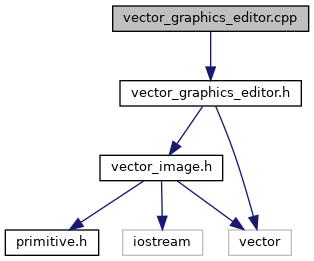 vector_graphics_editor.cpp
vector_graphics_editor.h
vector_image.h
primitive.h
iostream
vector